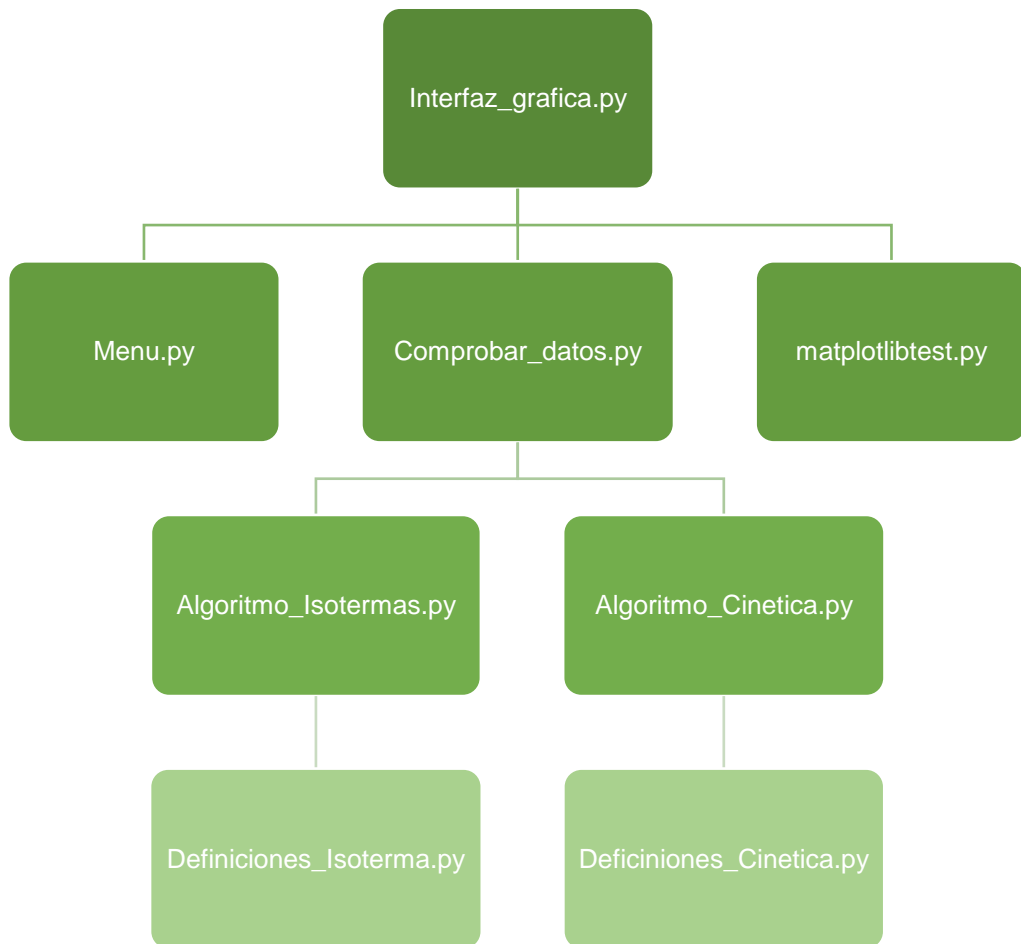 Interfaz_grafica.py
Menu.py
Comprobar_datos.py
matplotlibtest.py
Algoritmo_Isotermas.py
Algoritmo_Cinetica.py
Definiciones_Isoterma.py
Deficiniones_Cinetica.py